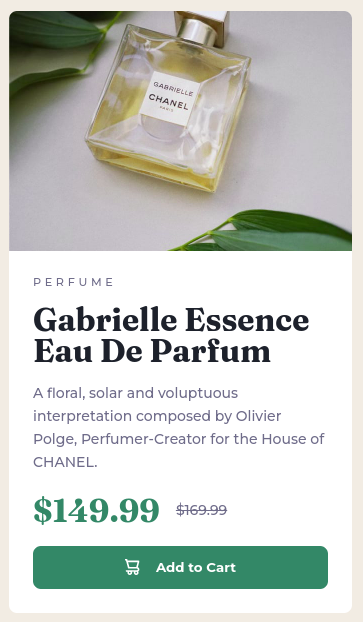 GABRIELLE
CHANEL
PARIS
PERFUME
Gabrielle Essence
Eau De Parfum
A floral, solar and voluptuous
interpretation composed by Olivier
Polge, Perfumer-Creator for the House of
CHANEL.
$149.99 $169.99
Add to Cart